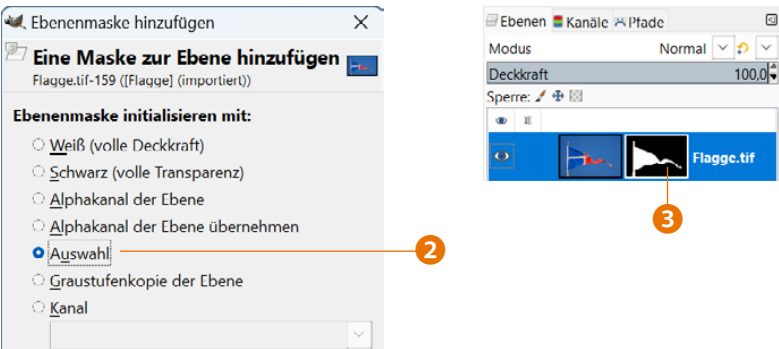 Ebenenmaske hinzufügen
Eine Maske zur Ebene hinzufügen
Flagge.tif-159 ([Flagge] (importiert))
Ebenenmaske initialisieren mit:
Weiß (volle Deckkraft)
Schwarz (volle Transparenz)
Alphakanal der Ebene
Alphakanal der Ebene übernehmen
Auswahl
2
Graustufenkopie der Ebene
Kanal
Ebenen Kanäle Pfade
Modus Normal
Deckkraft 100,0
Sperre:
Flagge.tif
3